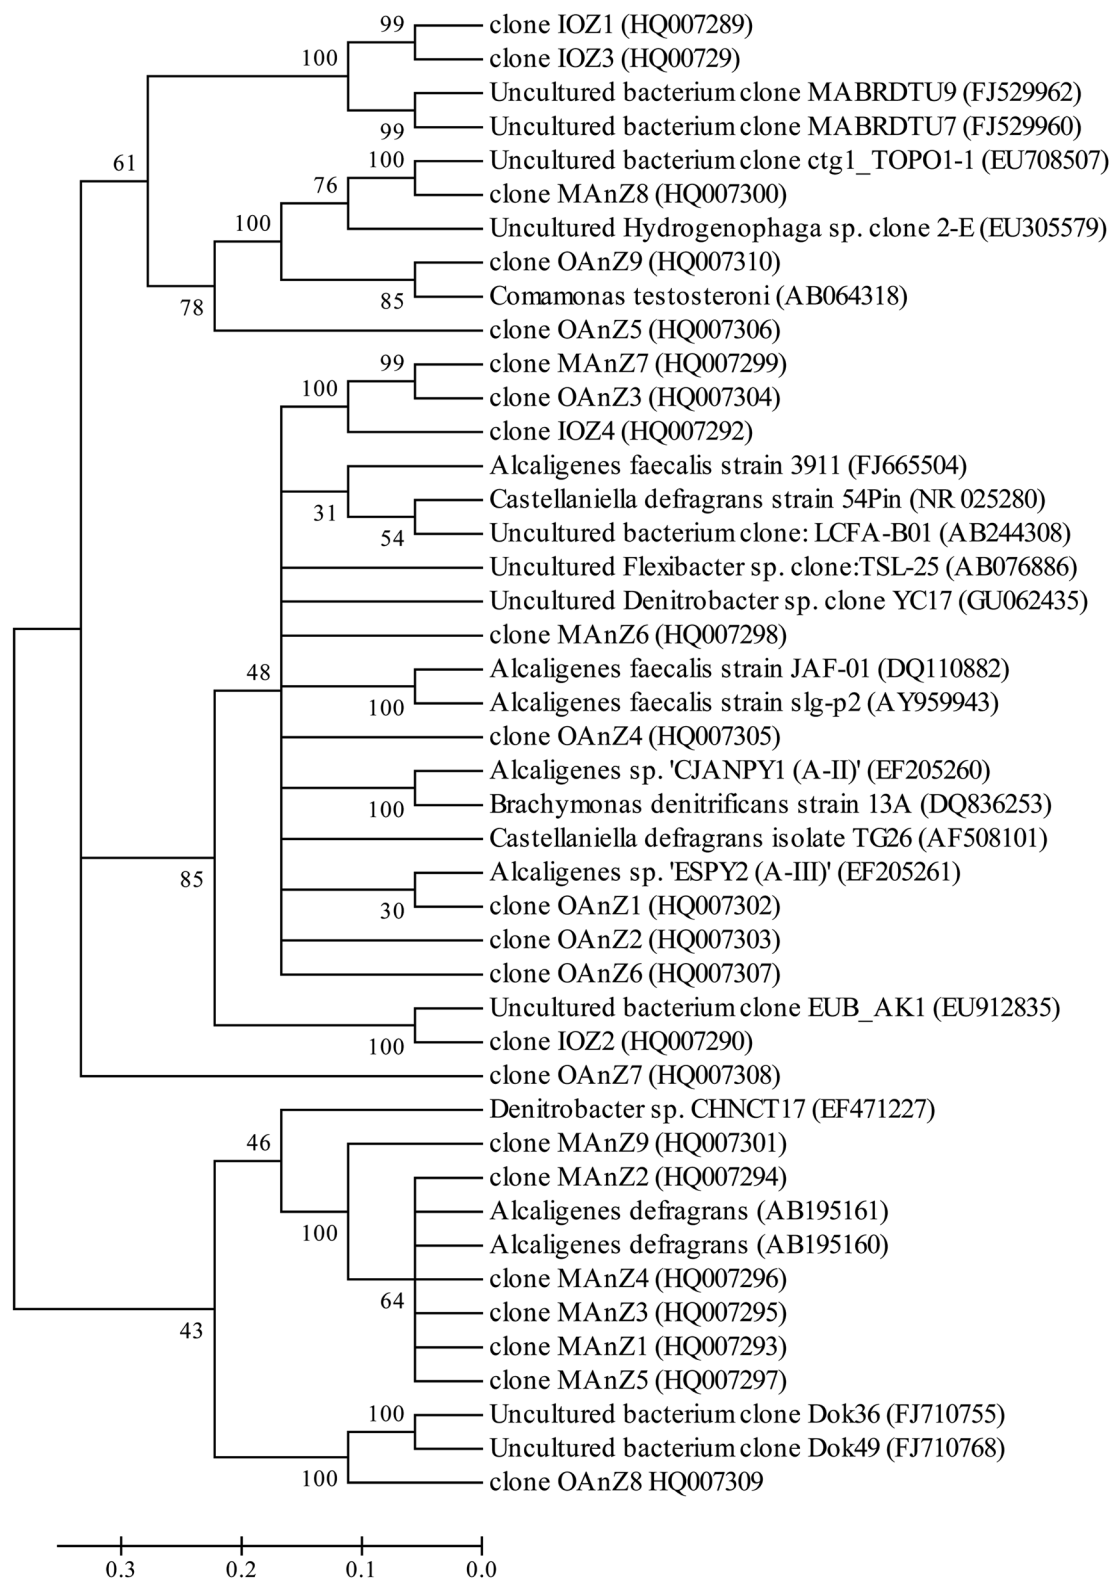 99
clone IOZ1 (HQ007289)
100
clone IOZ3 (HQ00729)
Uncultured bacterium clone MABRDTU9 (FJ529962)
99
Uncultured bacterium clone MABRDTU7 (FJ529960)
61
100
Uncultured bacterium clone ctg1_TOPO1-1 (EU708507)
76
clone MAnZ8 (HQ007300)
100
Uncultured Hydrogenophaga sp. clone 2-E (EU305579)
clone OAnZ9 (HQ007310)
78
85
Comamonas testosteroni (AB064318)
clone OAnZ5 (HQ007306)
99
clone MAnZ7 (HQ007299)
100
clone OAnZ3 (HQ007304)
clone IOZ4 (HQ007292)
Alcaligenes faecalis strain 3911 (FJ665504)
31
Castellaniella defragrans strain 54Pin (NR 025280)
54
Uncultured bacterium clone: LCFA-B01 (AB244308)
Uncultured Flexibacter sp. clone:TSL-25 (AB076886)
Uncultured Denitrobacter sp. clone YC17 (GU062435)
clone MAnZ6 (HQ007298)
48
Alcaligenes faecalis strain JAF-01 (DQ110882)
100
Alcaligenes faecalis strain slg-p2 (AY959943)
clone OAnZ4 (HQ007305)
Alcaligenes sp. 'CJANPY1 (A-II)' (EF205260)
100
Brachymonas denitrificans strain 13A (DQ836253)
Castellaniella defragrans isolate TG26 (AF508101)
85
Alcaligenes sp. 'ESPY2 (A-III)' (EF205261)
30
clone OAnZ1 (HQ007302)
clone OAnZ2 (HQ007303)
clone OAnZ6 (HQ007307)
Uncultured bacterium clone EUB_AK1 (EU912835)
100
clone IOZ2 (HQ007290)
clone OAnZ7 (HQ007308)
Denitrobacter sp. CHNCT17 (EF471227)
46
clone MAnZ9 (HQ007301)
clone MAnZ2 (HQ007294)
100
Alcaligenes defragrans (AB195161)
Alcaligenes defragrans (AB195160)
clone MAnZ4 (HQ007296)
64
clone MAnZ3 (HQ007295)
43
clone MAnZ1 (HQ007293)
clone MAnZ5 (HQ007297)
100
Uncultured bacterium clone Dok36 (FJ710755)
Uncultured bacterium clone Dok49 (FJ710768)
100
clone OAnZ8 HQ007309
0.3 0.2 0.1 0.0